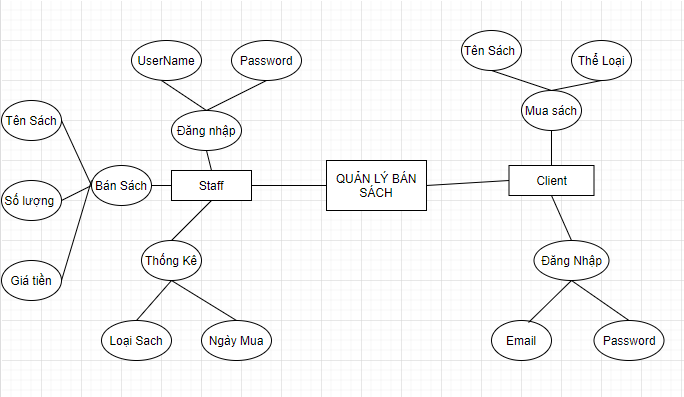 Tên Sách
UserName
Password
Thể Loại
Mua sách
Tên Sách
Đăng nhập
Bán Sách
Staff
QUẢN LÝ BÁN
SÁCH
Client
Số lượng
Thống Kê
Đăng Nhập
Giá tiền
Loại Sach
Ngày Mua
Email
Password